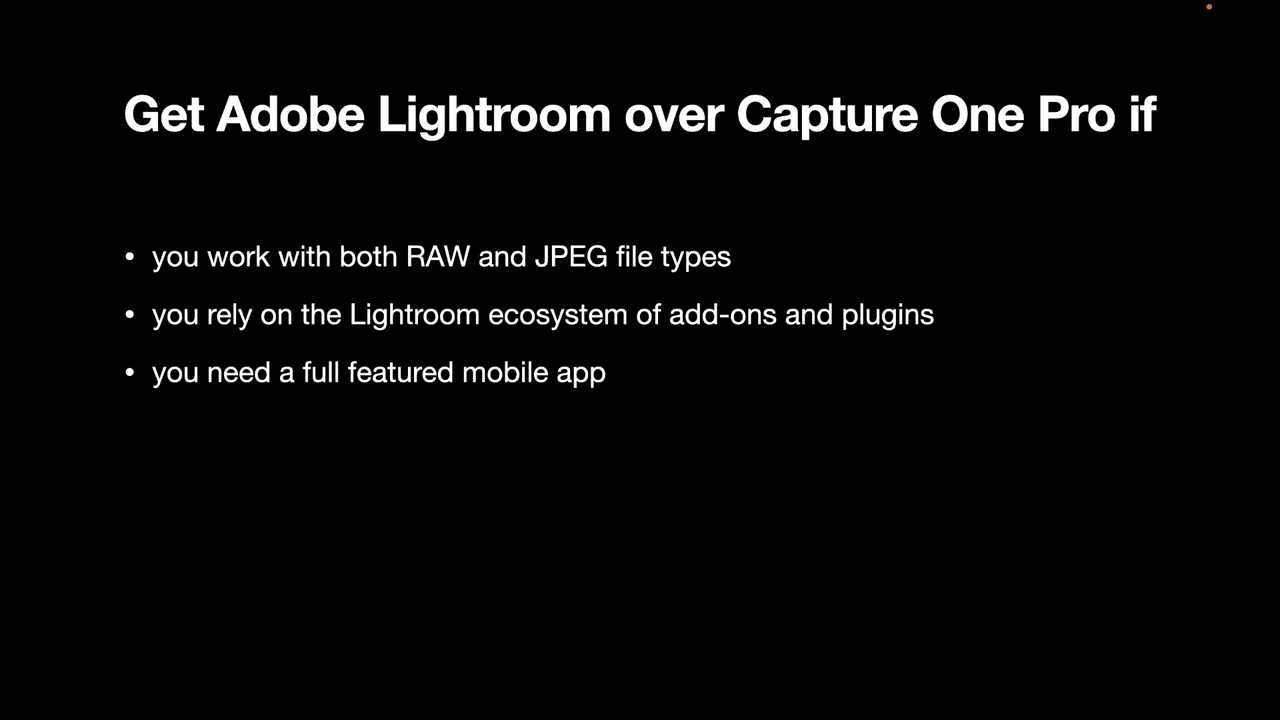 Get Adobe Lightroom over Capture One Pro if
• you work with both RAW and JPEG file types
• you rely on the Lightroom ecosystem of add-ons and plugins
• you need a full featured mobile app